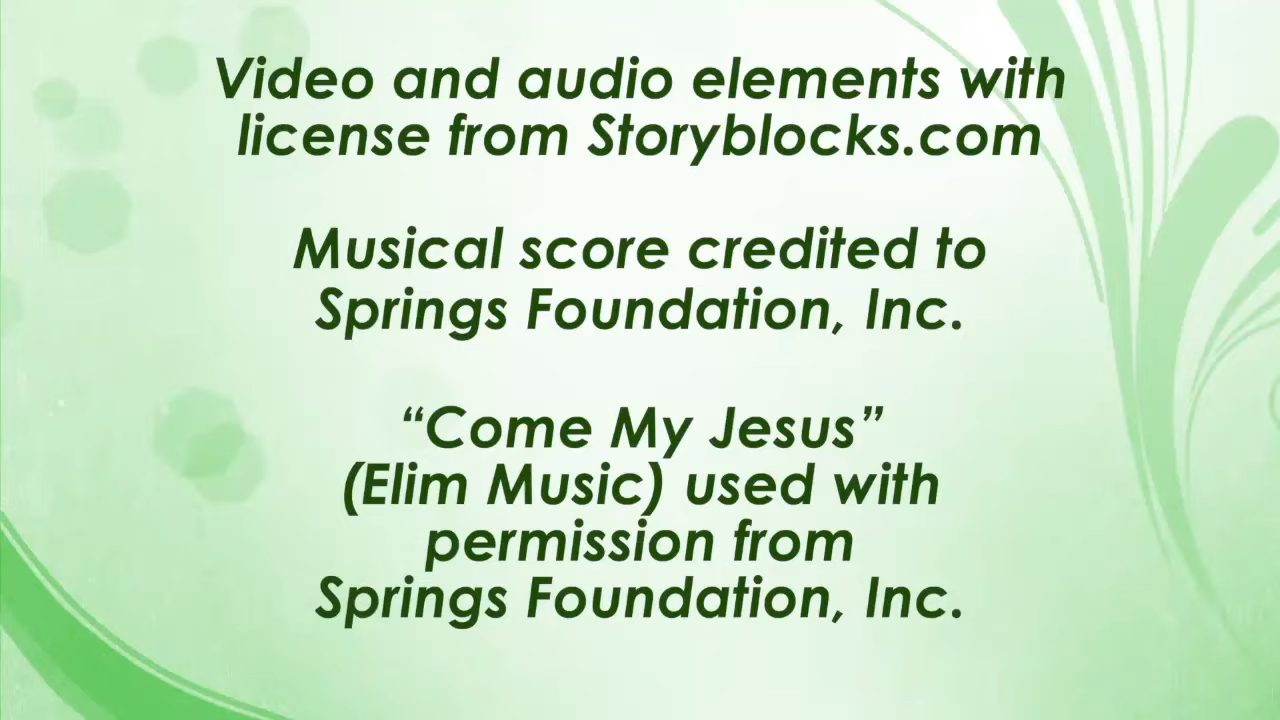 Video and audio elements with
license from Storyblocks.com
Musical score credited to
Springs Foundation, Inc.
“Come My Jesus”
(Elim Music) used with
permission from
Springs Foundation, Inc.